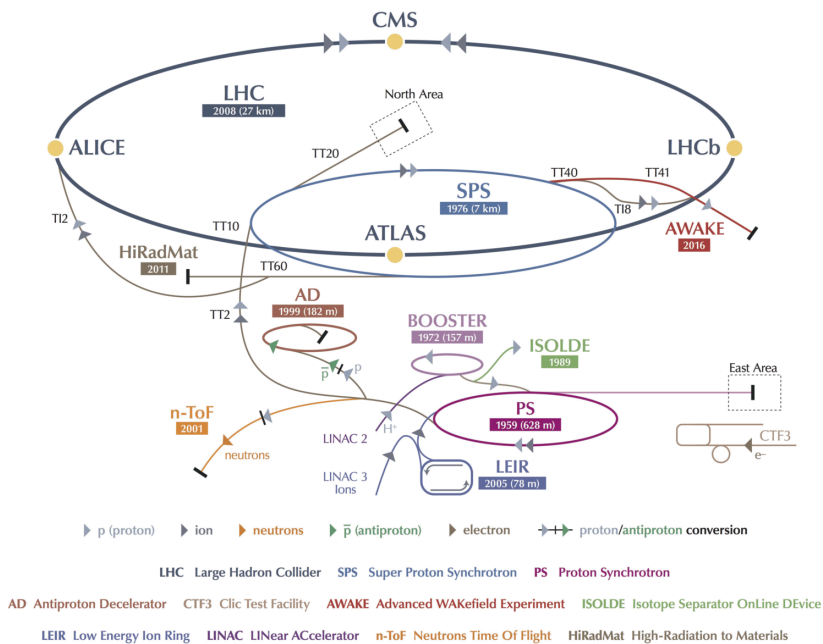 CMS
LHC
2008 (27 km)
North Area
ALICE
LHCb
TT20
TT40
TT41
SPS
1976 (7 km)
TI8
TI2
TT10
ATLAS
AWAKE
2016
HiRadMat
2011
TT60
AD
1999 (182 m)
TT2
BOOSTER
1972 (157 m)
ISOLDE
1989
p̅
p
East Area
n-ToF
2001
PS
1959 (628 m)
H⁺
neutrons
LINAC 2
CTF3
e⁻
LINAC 3
Ions
LEIR
2005 (78 m)
p (proton) ion neutrons p̅ (antiproton) electron proton/antiproton conversion
LHC Large Hadron Collider SPS Super Proton Synchrotron PS Proton Synchrotron
AD Antiproton Decelerator CTF3 Clic Test Facility AWAKE Advanced WAKefield Experiment ISOLDE Isotope Separator OnLine DEvice
LEIR Low Energy Ion Ring LINAC LINear ACcelerator n-ToF Neutrons Time Of Flight HiRadMat High-Radiation to Materials